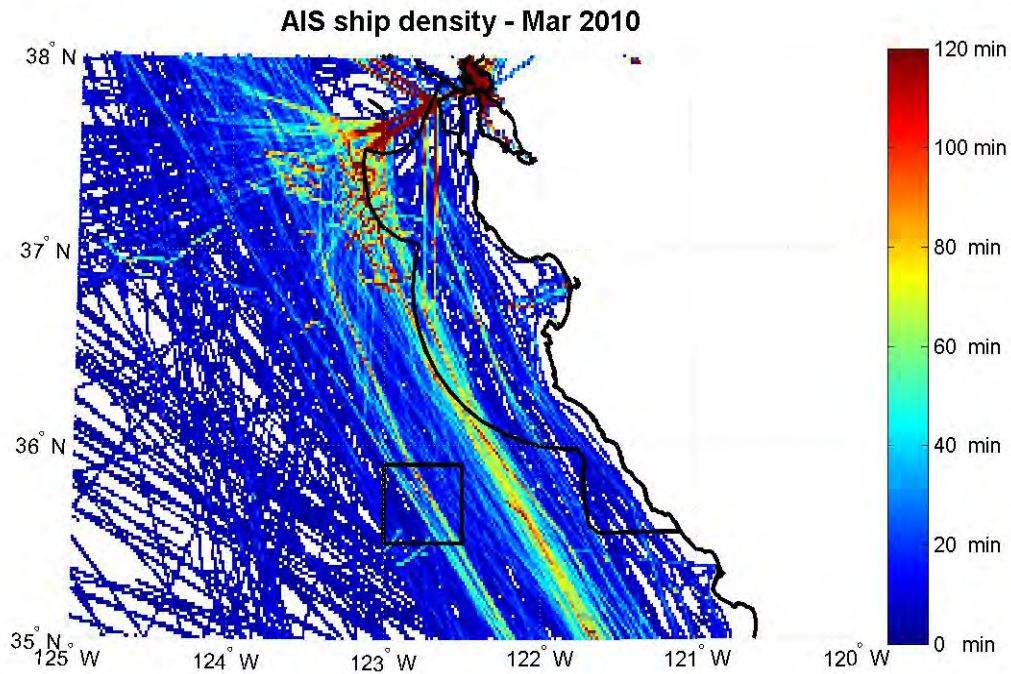 AIS ship density - Mar 2010
38° N
37° N
36° N
35° N
125° W
124° W
123° W
122° W
121° W
120° W
120 min
100 min
80 min
60 min
40 min
20 min
0 min